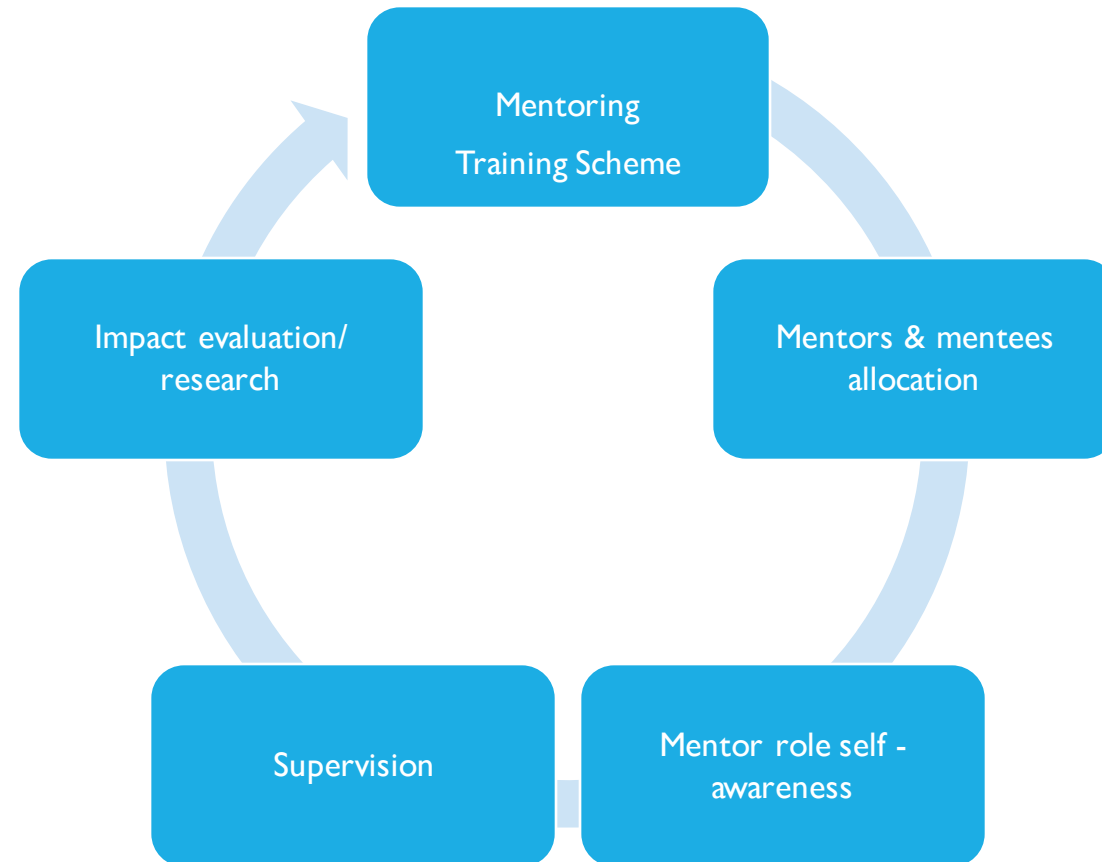 Mentoring
Training Scheme
Mentors & mentees
allocation
Mentor role self -
awareness
Supervision
Impact evaluation/
research